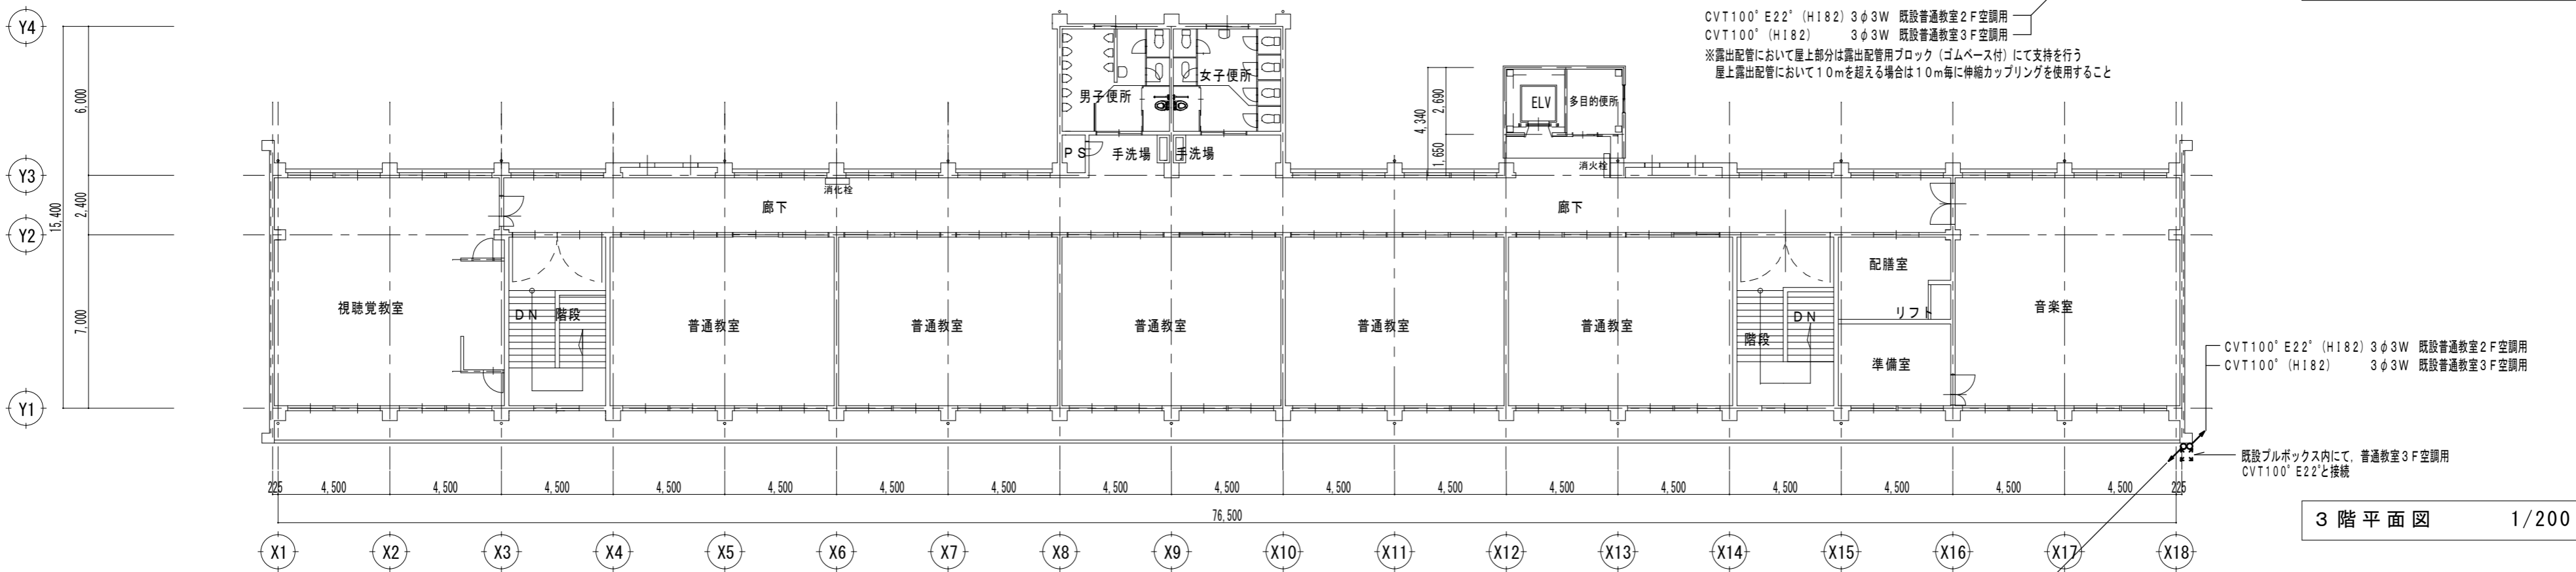 CVT100° E22° (HI82) 3φ3W 既設普通教室2F空調用
CVT100° (HI82) 3φ3W 既設普通教室3F空調用
※露出配管において屋上部分は露出配管用ブロック（ゴムベース付）にて支持を行う
屋上露出配管において10mを超える場合は10m毎に伸縮カップリングを使用すること
Y4
6,000
Y3
2,400
15,400
Y2
7,000
Y1
男子便所
女子便所
PS
手洗場
手洗場
4,340
2,690
1,650
ELV
多目的便所
消火栓
消化栓
廊下
廊下
視聴覚教室
DN
階段
普通教室
普通教室
普通教室
普通教室
普通教室
階段
DN
配膳室
リフト
準備室
音楽室
CVT100° E22° (HI82) 3φ3W 既設普通教室2F空調用
CVT100° (HI82) 3φ3W 既設普通教室3F空調用
既設プルボックス内にて、普通教室3F空調用
CVT100° E22°と接続
225 4,500 4,500 4,500 4,500 4,500 4,500 4,500 4,500 4,500 4,500 4,500 4,500 4,500 4,500 4,500 4,500 4,500 225
76,500
X1 X2 X3 X4 X5 X6 X7 X8 X9 X10 X11 X12 X13 X14 X15 X16 X17 X18
3階平面図 1/200